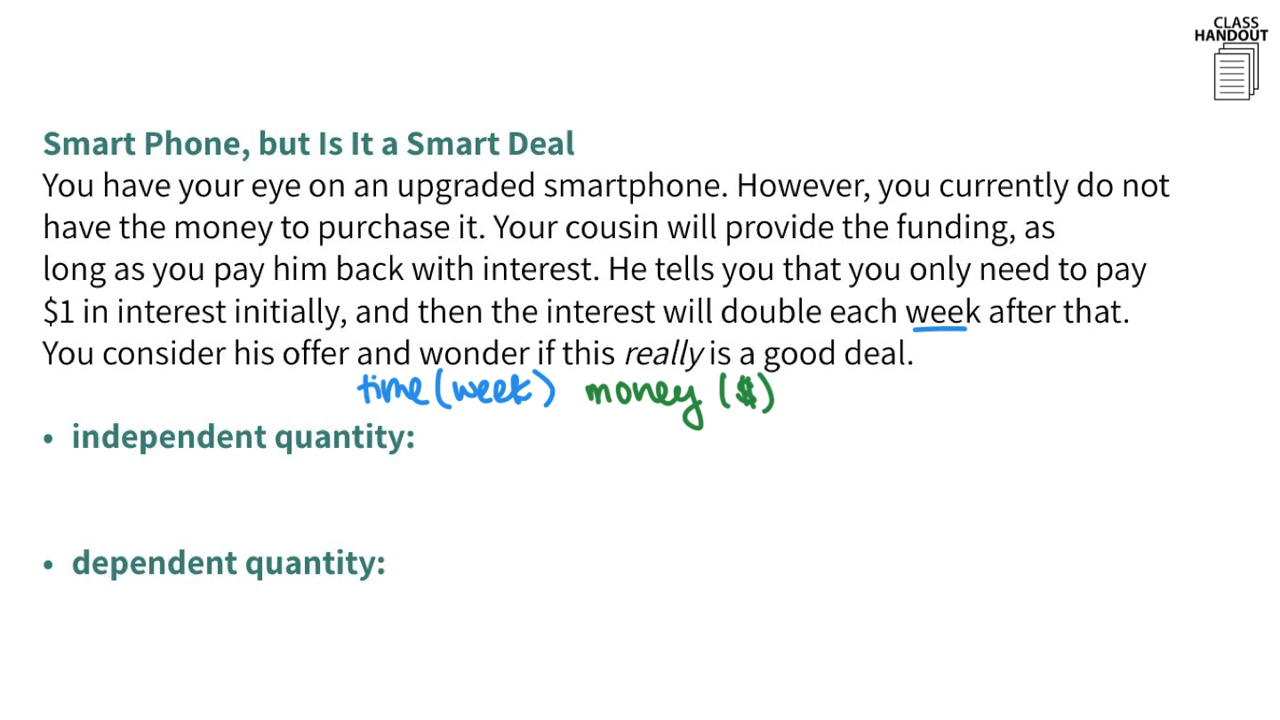 CLASS
HANDOUT
Smart Phone, but Is It a Smart Deal
You have your eye on an upgraded smartphone. However, you currently do not
have the money to purchase it. Your cousin will provide the funding, as
long as you pay him back with interest. He tells you that you only need to pay
$1 in interest initially, and then the interest will double each week after that.
You consider his offer and wonder if this really is a good deal.
time (week) money ($)
• independent quantity:
• dependent quantity: